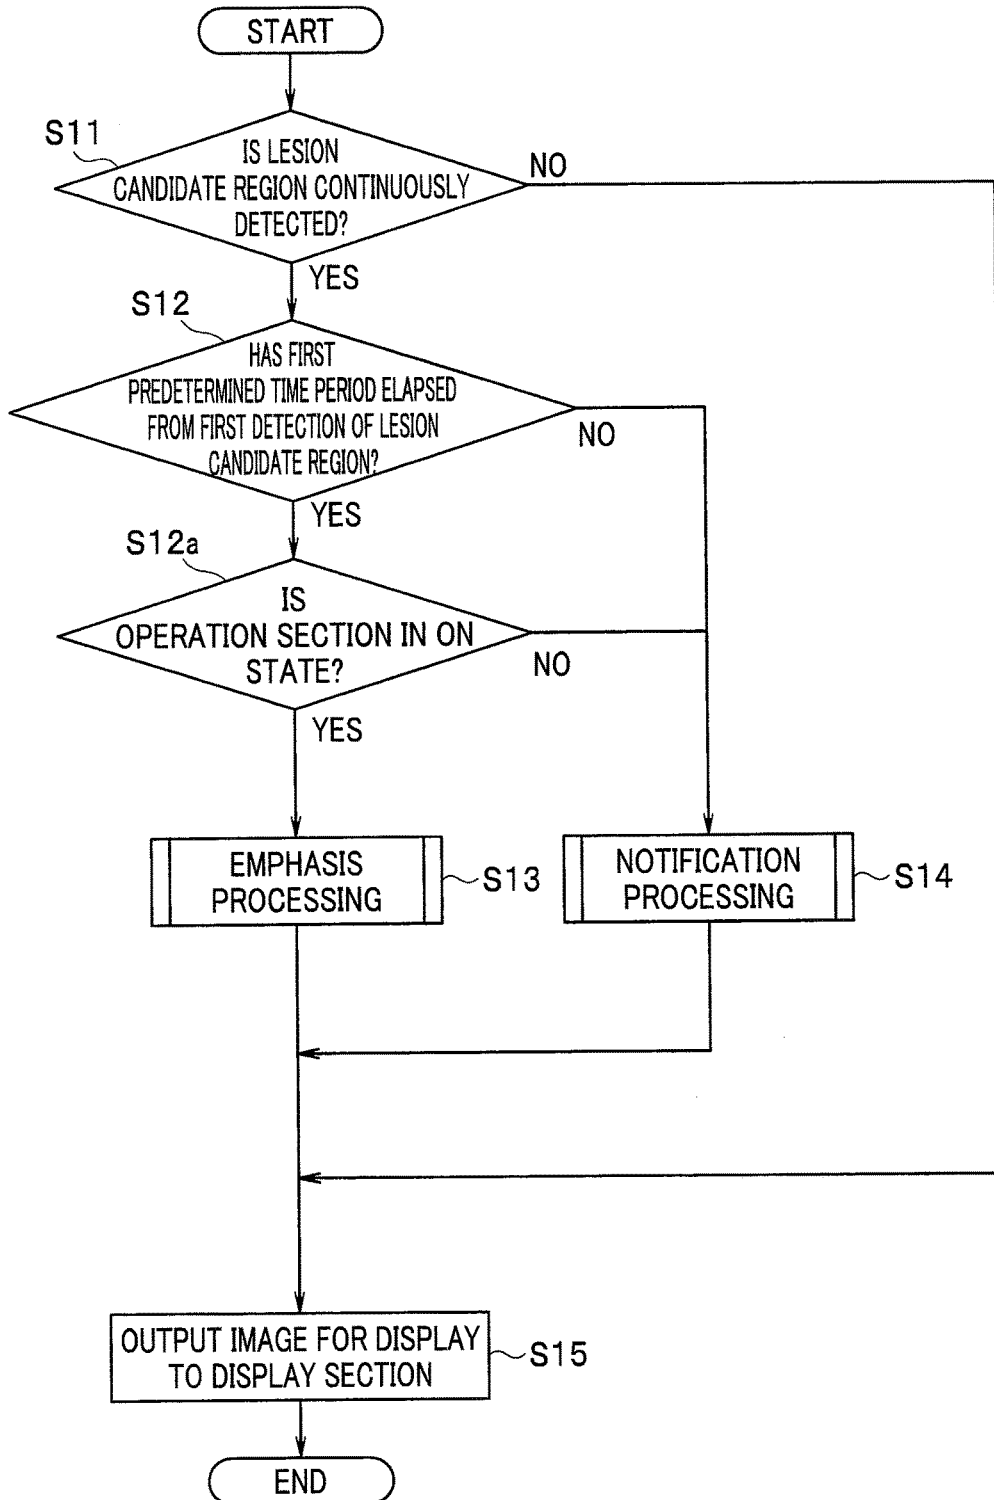 START
S11
IS LESION
CANDIDATE REGION CONTINUOUSLY
DETECTED?
NO
YES
S12
HAS FIRST
PREDETERMINED TIME PERIOD ELAPSED
FROM FIRST DETECTION OF LESION
CANDIDATE REGION?
NO
YES
S12a
IS
OPERATION SECTION IN ON
STATE?
NO
YES
EMPHASIS
PROCESSING
S13
NOTIFICATION
PROCESSING
S14
OUTPUT IMAGE FOR DISPLAY
TO DISPLAY SECTION
S15
END